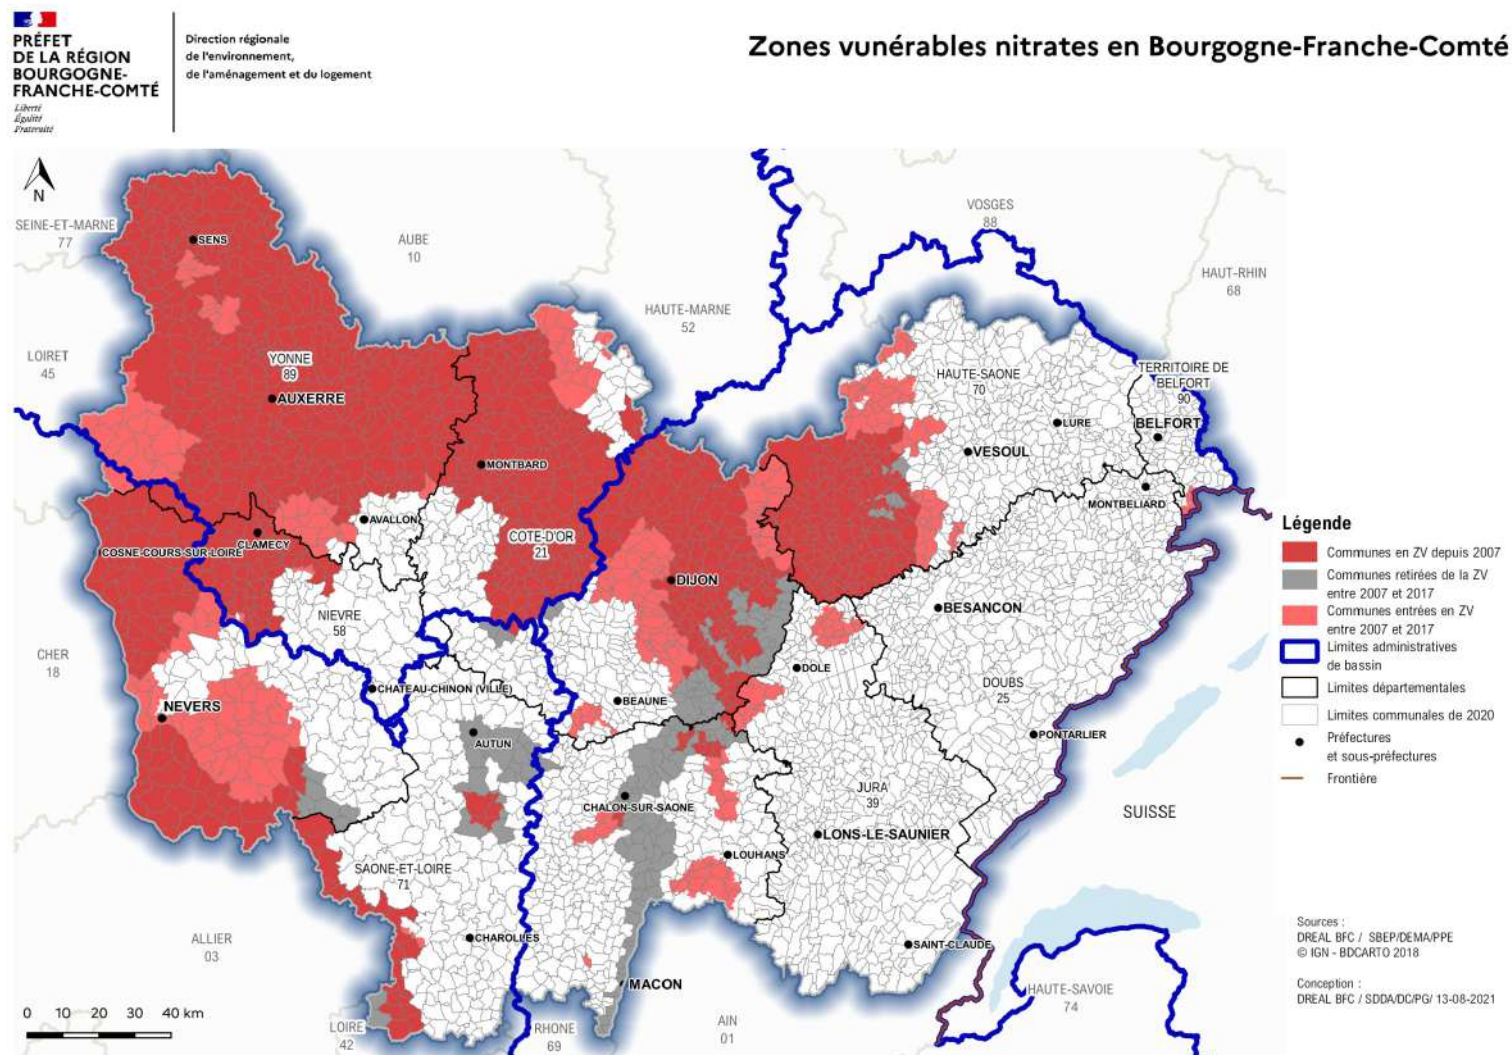 PRÉFET
DE LA RÉGION
BOURGOGNE-
FRANCHE-COMTÉ
Liberté
Égalité
Fraternité
Direction régionale
de l'environnement,
de l'aménagement et du logement
Zones vunérables nitrates en Bourgogne-Franche-Comté
N
SEINE-ET-MARNE
77
SENS
AUBE
10
VOSGES
88
HAUT-RHIN
68
HAUTE-MARNE
52
LOIRET
45
YONNE
89
AUXERRE
HAUTE-SAONE
70
TERRITOIRE DE
BELFORT
90
LURE
BELFORT
VESOUL
MONTBARD
MONTBELIARD
AVALLON
COSNE-COURS-SUR-LOIRE
CLAMECY
COTE-D'OR
21
DIJON
BESANCON
NIEVRE
58
CHER
18
DOLE
DOUBS
25
CHATEAU-CHINON (VILLE)
NEVERS
BEAUNE
AUTUN
PONTARLIER
JURA
39
CHALON-SUR-SAONE
SUISSE
LONS-LE-SAUNIER
LOUHANS
SAONE-ET-LOIRE
71
ALLIER
03
CHAROLLES
SAINT-CLAUDE
MACON
HAUTE-SAVOIE
74
0 10 20 30 40 km
LOIRE
42
RHONE
69
AIN
01
Légende
Communes en ZV depuis 2007
Communes retirées de la ZV
entre 2007 et 2017
Communes entrées en ZV
entre 2007 et 2017
Limites administratives
de bassin
Limites départementales
Limites communales de 2020
Préfectures
et sous-préfectures
Frontière
Sources :
DREAL BFC / SBEP/DEMA/PPE
© IGN - BDCARTO 2018
Conception :
DREAL BFC / SDDA/DC/PG/ 13-08-2021